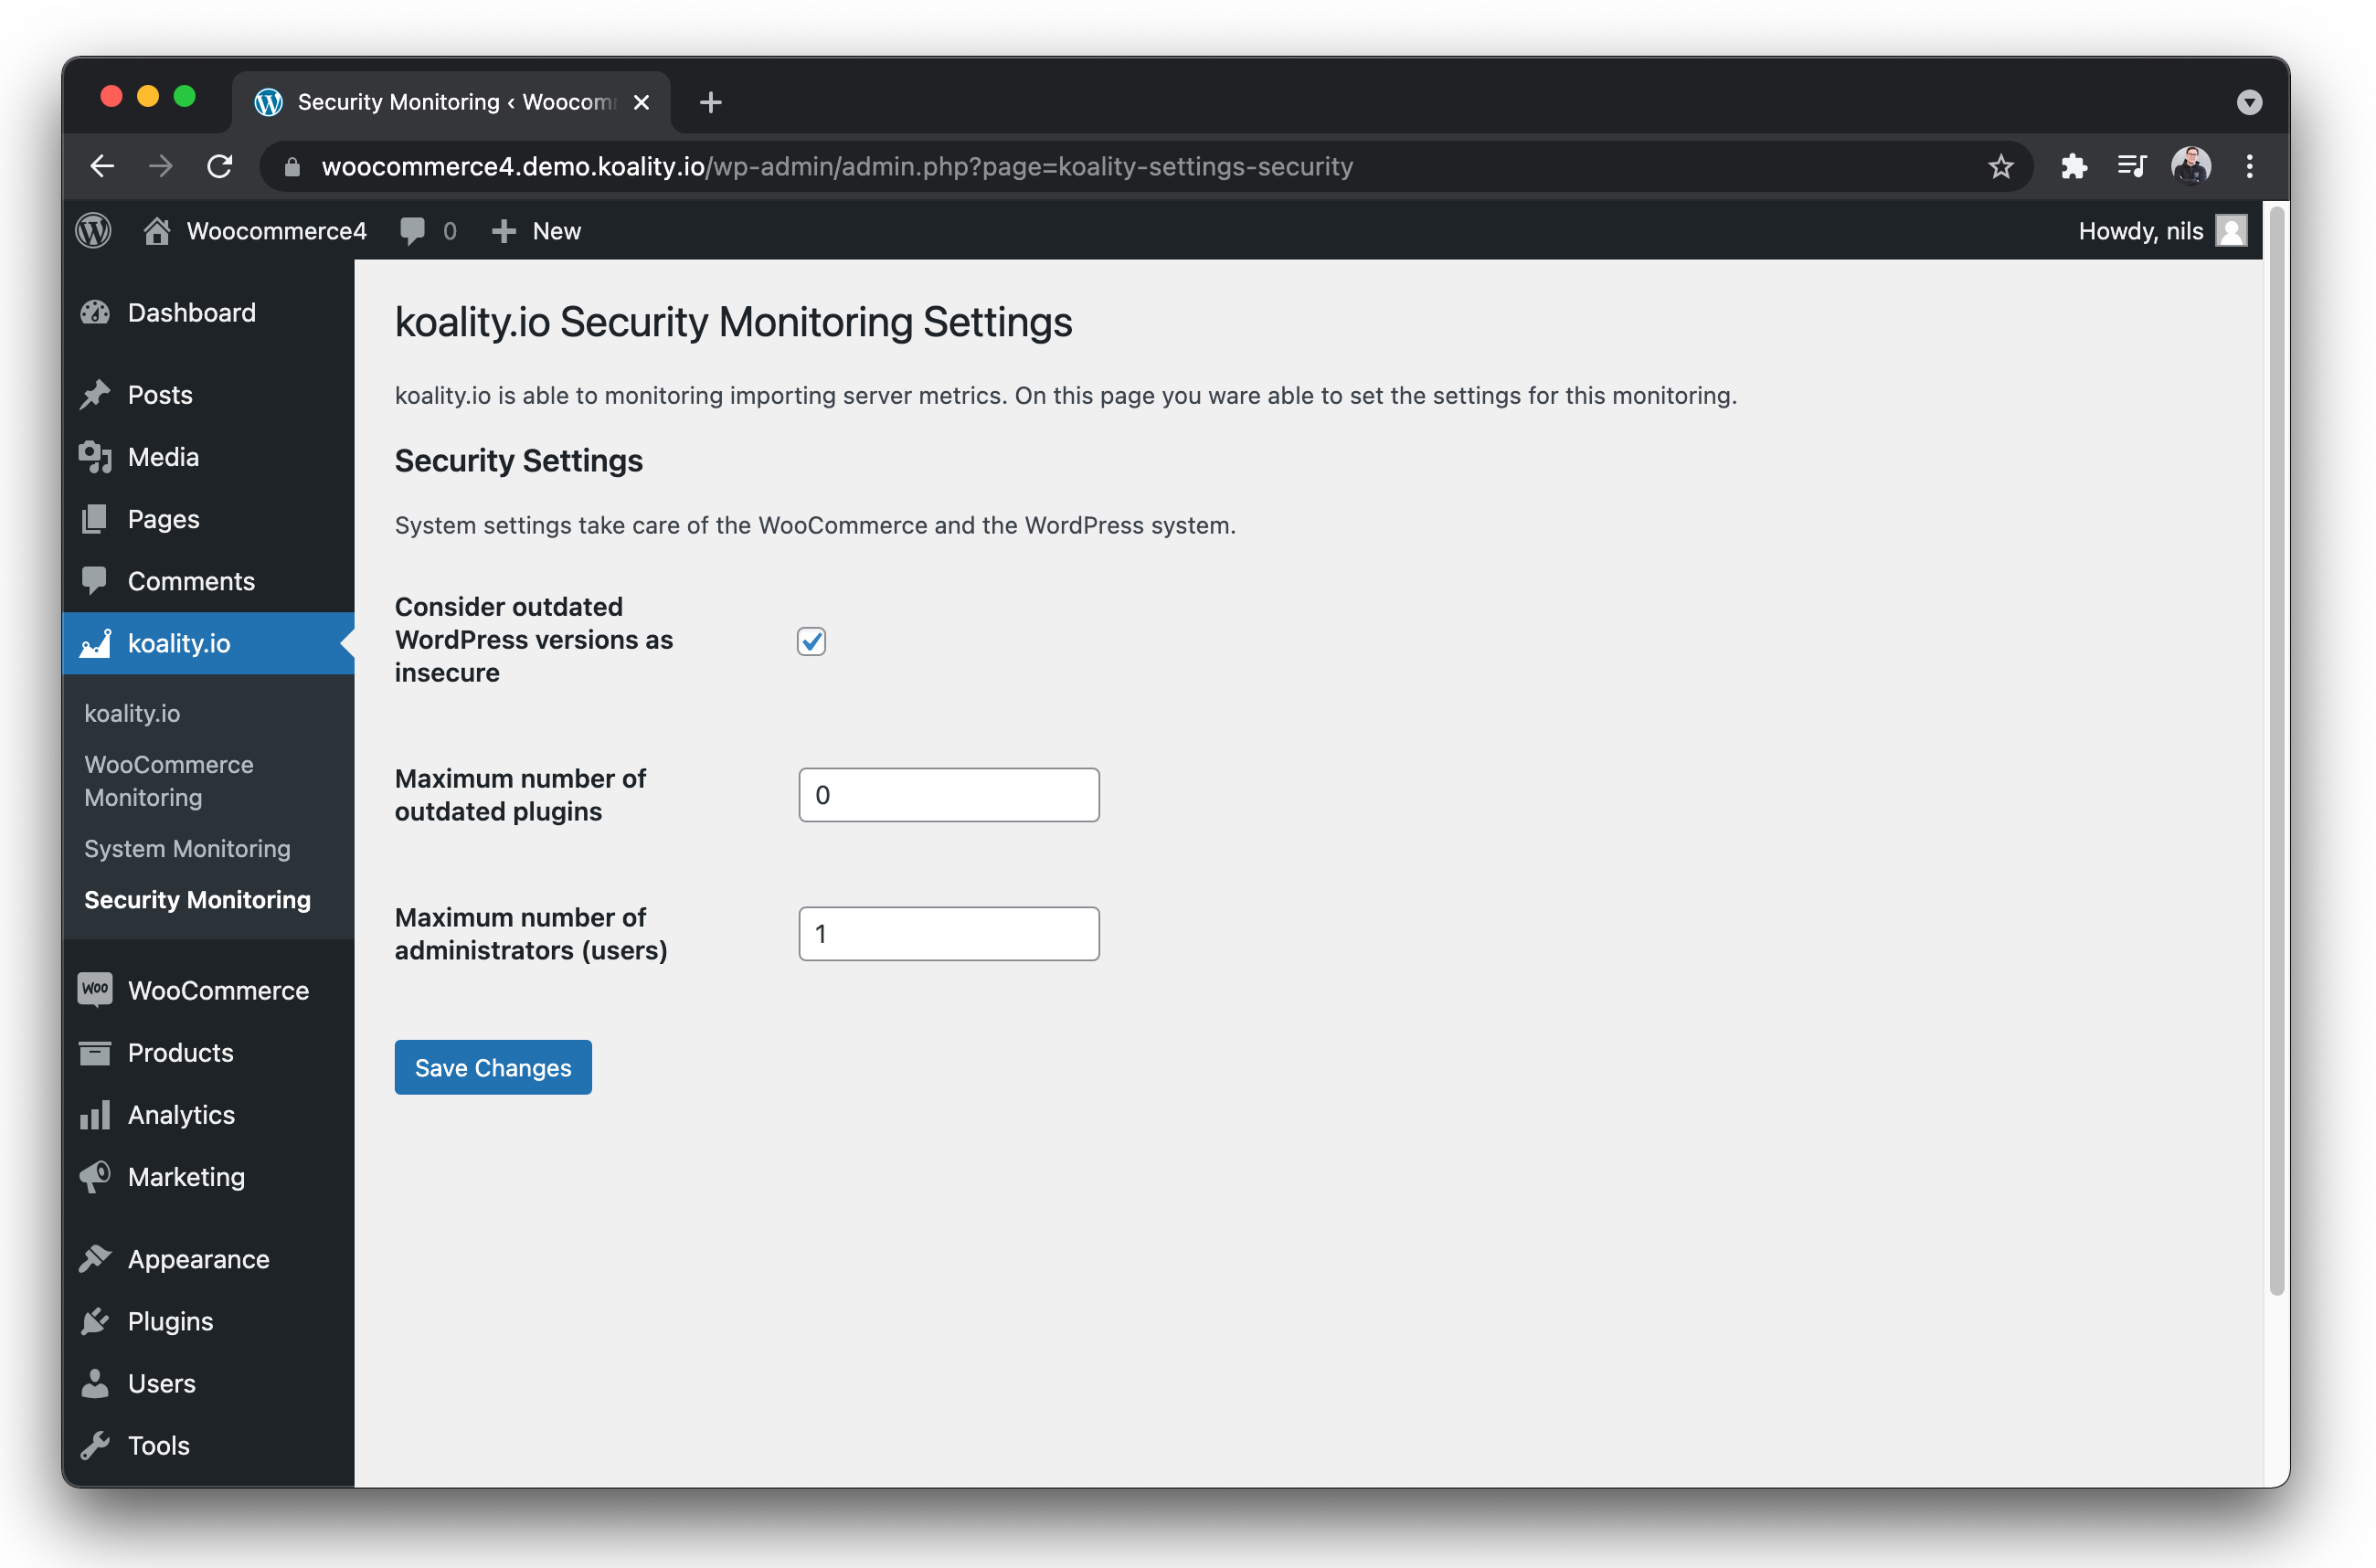 Security Monitoring ‹ Woocom
woocommerce4.demo.koality.io/wp-admin/admin.php?page=koality-settings-security
Woocommerce4
0
New
Howdy, nils
Dashboard
Posts
Media
Pages
Comments
koality.io
koality.io
WooCommerce
Monitoring
System Monitoring
Security Monitoring
Woo
WooCommerce
Products
Analytics
Marketing
Appearance
Plugins
Users
Tools
koality.io Security Monitoring Settings
koality.io is able to monitoring importing server metrics. On this page you ware able to set the settings for this monitoring.
Security Settings
System settings take care of the WooCommerce and the WordPress system.
Consider outdated
WordPress versions as
insecure
Maximum number of
outdated plugins
0
Maximum number of
administrators (users)
1
Save Changes